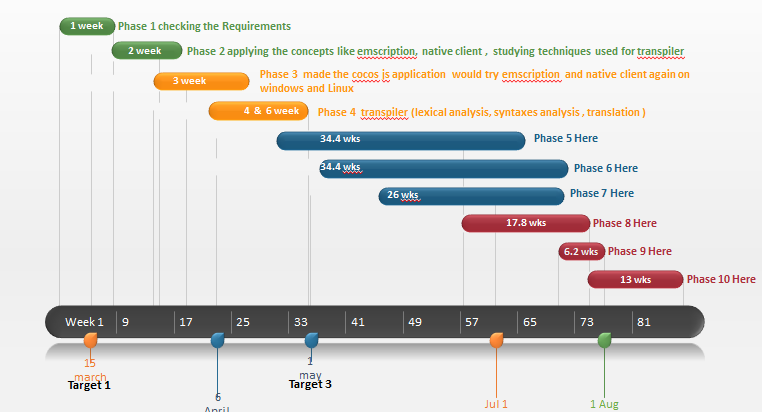 1 week Phase 1 checking the Requirements
2 week Phase 2 applying the concepts like emscription, native client , studying techniques used for transpiler
3 week Phase 3 made the cocos js application would try emscription and native client again on
windows and Linux
4 & 6 week Phase 4 transpiler (lexical analysis, syntaxes analysis , translation )
34.4 wks Phase 5 Here
34.4 wks Phase 6 Here
26 wks Phase 7 Here
17.8 wks Phase 8 Here
6.2 wks Phase 9 Here
13 wks Phase 10 Here
Week 1 9 17 25 33 41 49 57 65 73 81
15
march
Target 1
6
April
1
may
Target 3
Jul 1
1 Aug